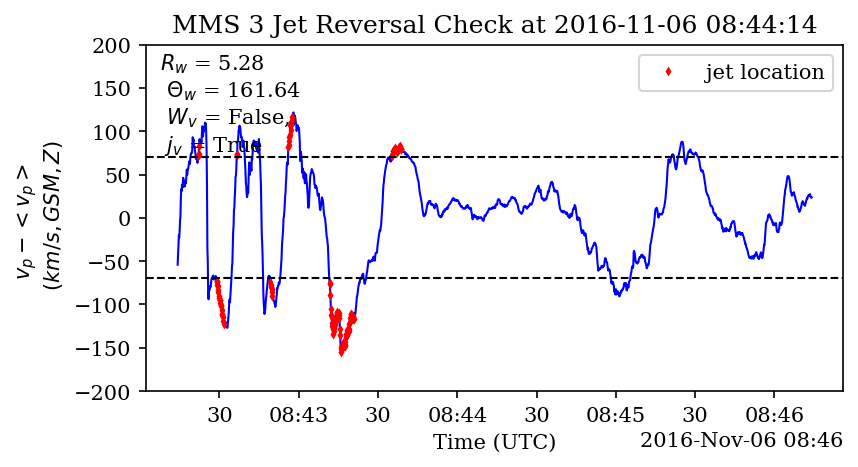 MMS 3 Jet Reversal Check at 2016-11-06 08:44:14
R_w = 5.28
Θ_w = 161.64
W_v = False,
j_v = True
jet location
v_p − < v_p >
(km/s, GSM, Z)
200
150
100
50
0
−50
−100
−150
−200
30 08:43 30 08:44 30 08:45 30 08:46
Time (UTC)
2016-Nov-06 08:46